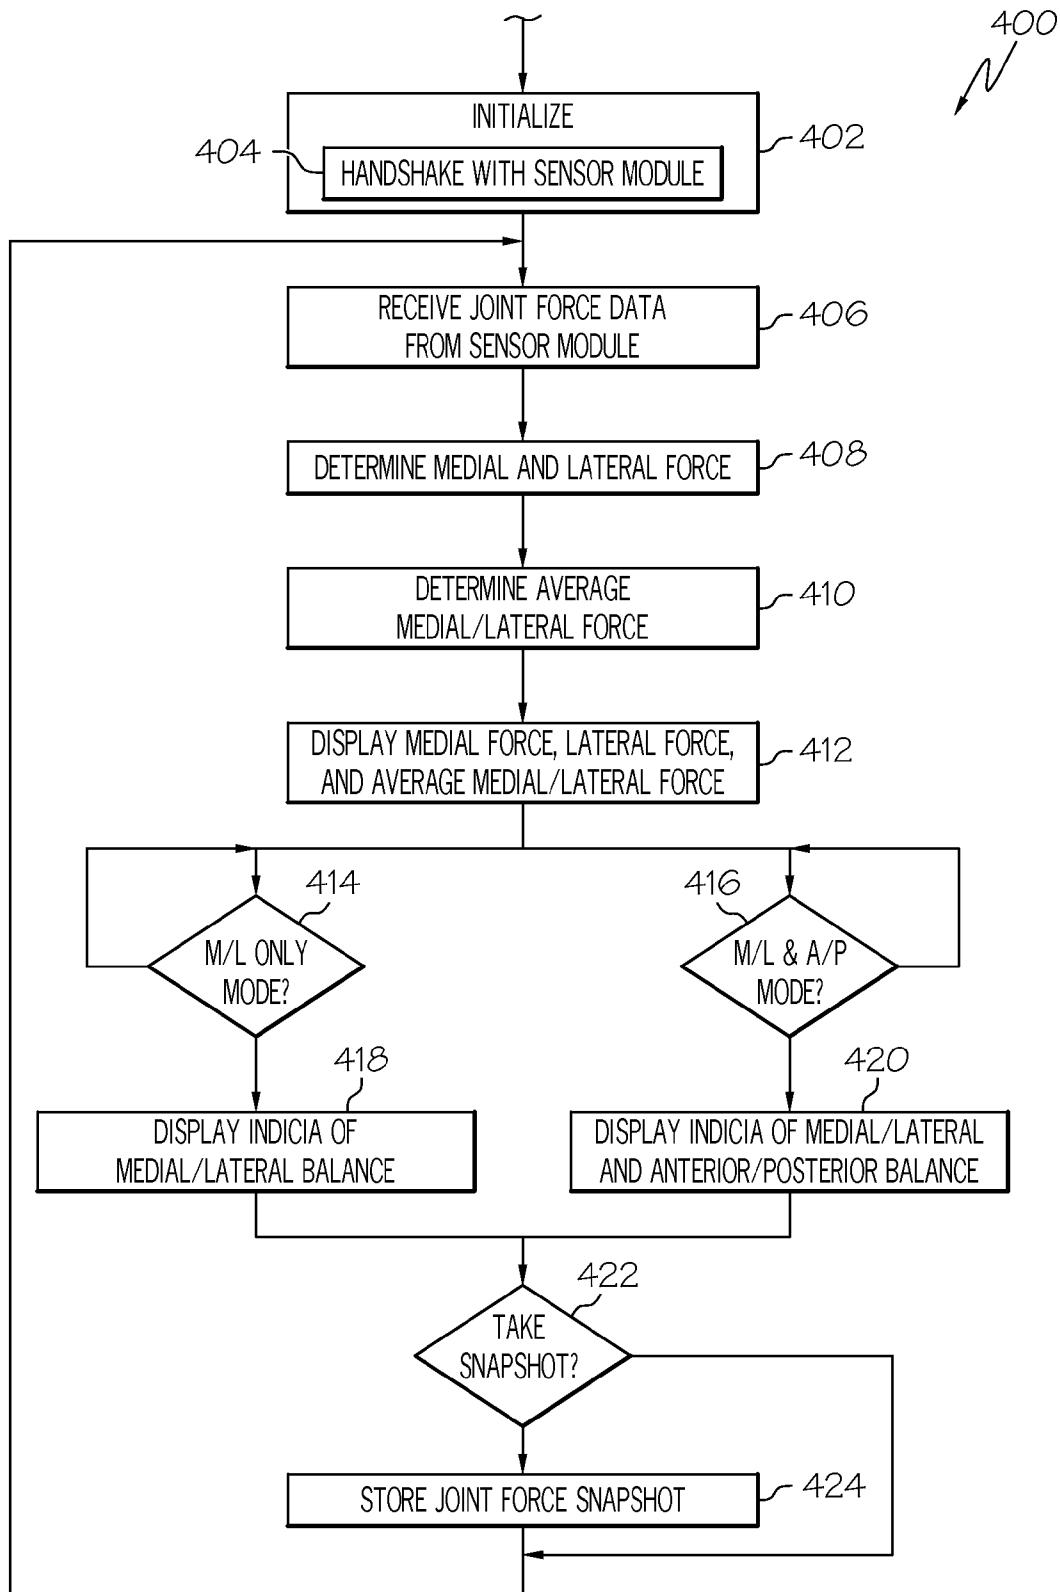 400
INITIALIZE
402
404
HANDSHAKE WITH SENSOR MODULE
RECEIVE JOINT FORCE DATA
FROM SENSOR MODULE
406
DETERMINE MEDIAL AND LATERAL FORCE
408
DETERMINE AVERAGE
MEDIAL/LATERAL FORCE
410
DISPLAY MEDIAL FORCE, LATERAL FORCE,
AND AVERAGE MEDIAL/LATERAL FORCE
412
414
M/L ONLY
MODE?
416
M/L & A/P
MODE?
418
DISPLAY INDICIA OF
MEDIAL/LATERAL BALANCE
420
DISPLAY INDICIA OF MEDIAL/LATERAL
AND ANTERIOR/POSTERIOR BALANCE
422
TAKE
SNAPSHOT?
STORE JOINT FORCE SNAPSHOT
424